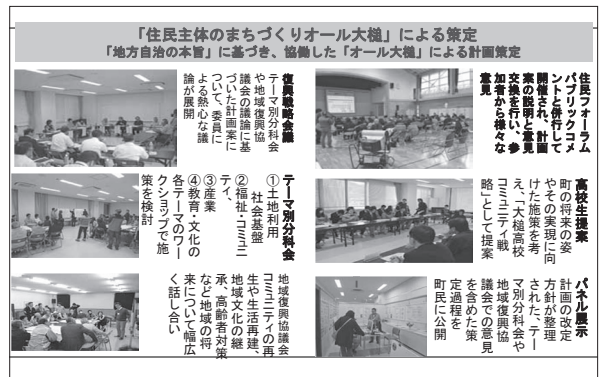 「住民主体のまちづくりオール大槌」による策定
「地方自治の本旨」に基づき、協働した「オール大槌」による計画策定
住民フォーラム
パブリックコメ
ントと併行して
開催され、計画
案の説明と意見
交換を行い、参
加者から様々な
意見
復興戦略会議
テーマ別分科会
や地域復興協
議会の議論に基
づいた計画案に
ついて、委員に
よる熱心な議
論が展開
高校生提案
町の将来の姿
やその実現に向
けた施策を考
え、「大槌高校
コミュニティ戦
略」として提案
テーマ別分科会
①土地利用
社会基盤
②福祉・コミュニ
ティ、
③産業
④教育・文化の
各テーマのワー
クショップで施
策を検討
パネル展示
計画の改定
方針が整理
された、テー
マ別分科会や
地域復興協
議会での意見
を含めた策
定過程を
町民に公開
地域復興協議会
コミュニティの再
生や生活再建、
地域文化の継
承、高齢者対策
など地域の将
来について幅広
く話し合い